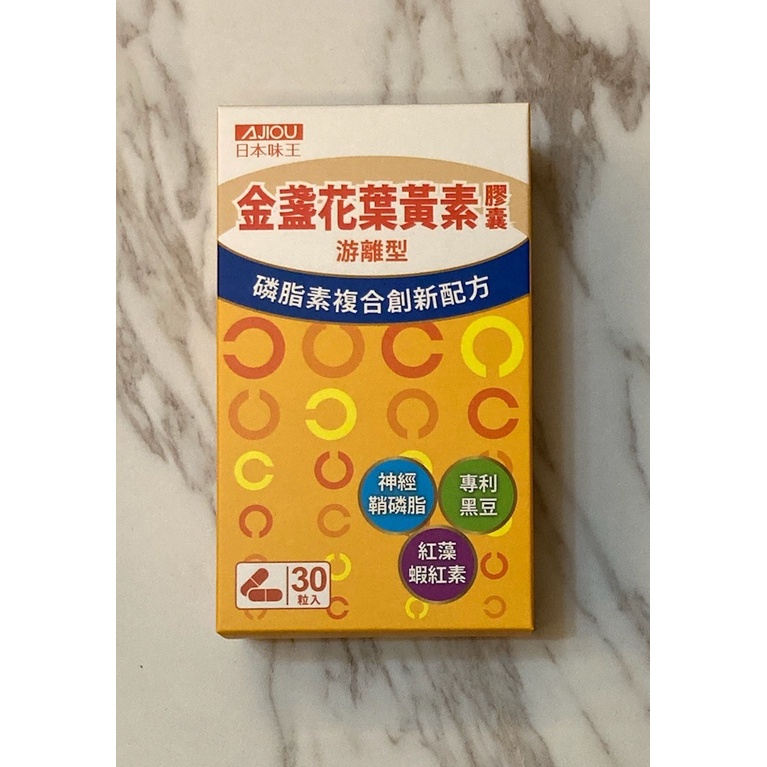 AJIOU
日本味王
金盞花葉黃素膠囊
游離型
磷脂素複合創新配方
神經
鞘磷脂
專利
黑豆
紅藻
蝦紅素
30
粒入